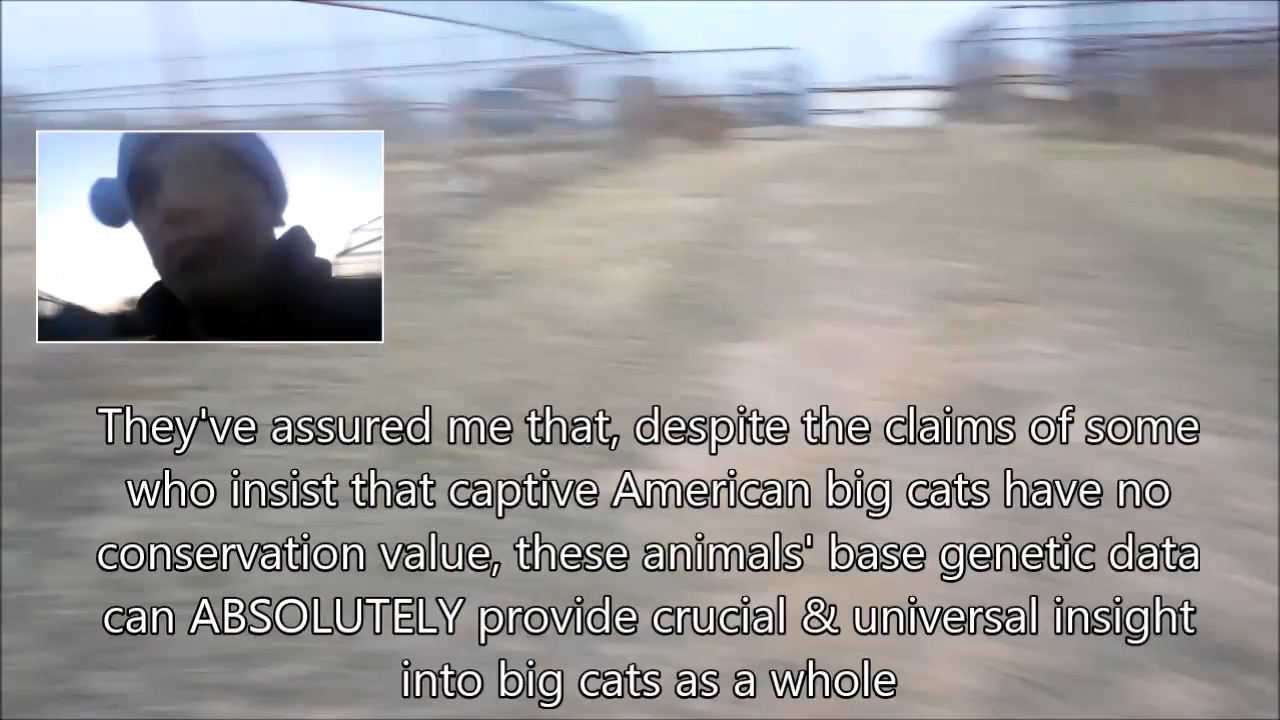 They've assured me that, despite the claims of some
who insist that captive American big cats have no
conservation value, these animals' base genetic data
can ABSOLUTELY provide crucial & universal insight
into big cats as a whole